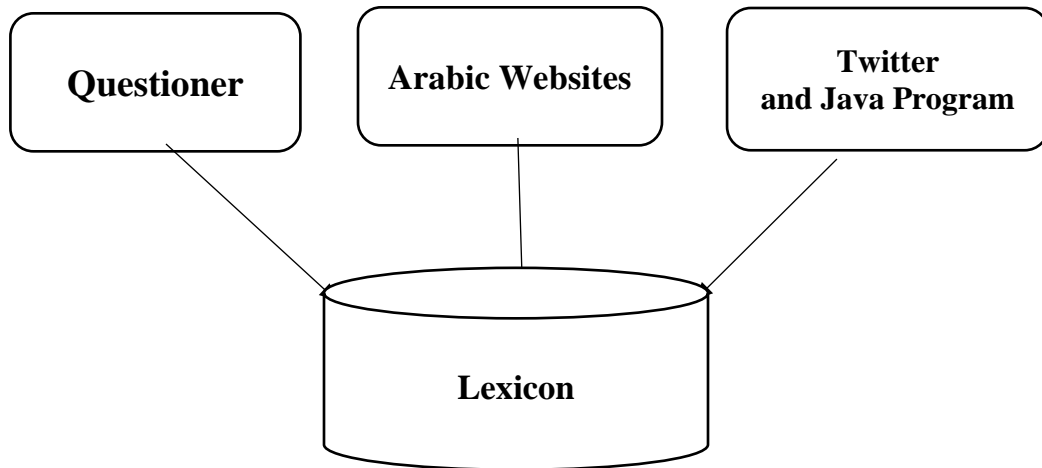 Questioner
Arabic Websites
Twitter
and Java Program
Lexicon